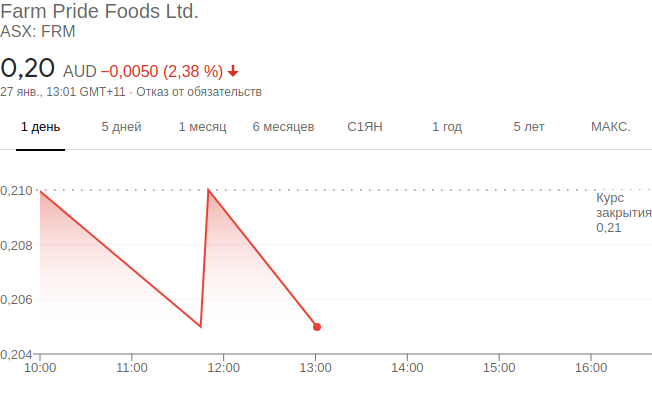 Farm Pride Foods Ltd.
ASX: FRM
0,20 AUD −0,0050 (2,38 %)
27 янв., 13:01 GMT+11 · Отказ от обязательств
1 день 5 дней 1 месяц 6 месяцев С1ЯН 1 год 5 лет МАКС.
0,210
Курс
закрытия
0,21
0,208
0,206
0,204
10:00 11:00 12:00 13:00 14:00 15:00 16:00